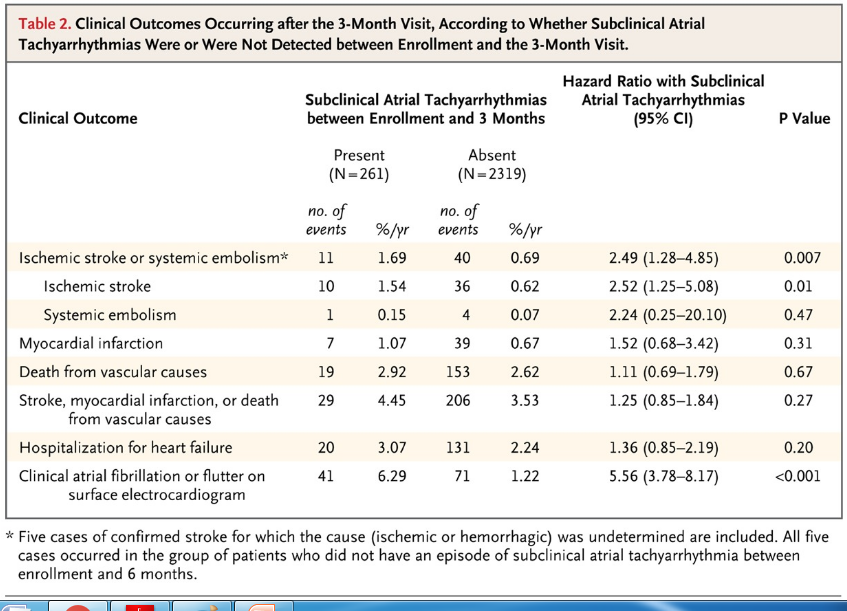 Table 2. Clinical Outcomes Occurring after the 3-Month Visit, According to Whether Subclinical Atrial
Tachyarrhythmias Were or Were Not Detected between Enrollment and the 3-Month Visit.
Clinical Outcome
Subclinical Atrial Tachyarrhythmias
between Enrollment and 3 Months
Hazard Ratio with Subclinical
Atrial Tachyarrhythmias
(95% CI)
P Value
Present
(N=261)
Absent
(N=2319)
no. of
events
%/yr
no. of
events
%/yr
Ischemic stroke or systemic embolism* 11 1.69 40 0.69 2.49 (1.28–4.85) 0.007
Ischemic stroke 10 1.54 36 0.62 2.52 (1.25–5.08) 0.01
Systemic embolism 1 0.15 4 0.07 2.24 (0.25–20.10) 0.47
Myocardial infarction 7 1.07 39 0.67 1.52 (0.68–3.42) 0.31
Death from vascular causes 19 2.92 153 2.62 1.11 (0.69–1.79) 0.67
Stroke, myocardial infarction, or death 29 4.45 206 3.53 1.25 (0.85–1.84) 0.27
from vascular causes
Hospitalization for heart failure 20 3.07 131 2.24 1.36 (0.85–2.19) 0.20
Clinical atrial fibrillation or flutter on 41 6.29 71 1.22 5.56 (3.78–8.17) <0.001
surface electrocardiogram
* Five cases of confirmed stroke for which the cause (ischemic or hemorrhagic) was undetermined are included. All five
cases occurred in the group of patients who did not have an episode of subclinical atrial tachyarrhythmia between
enrollment and 6 months.